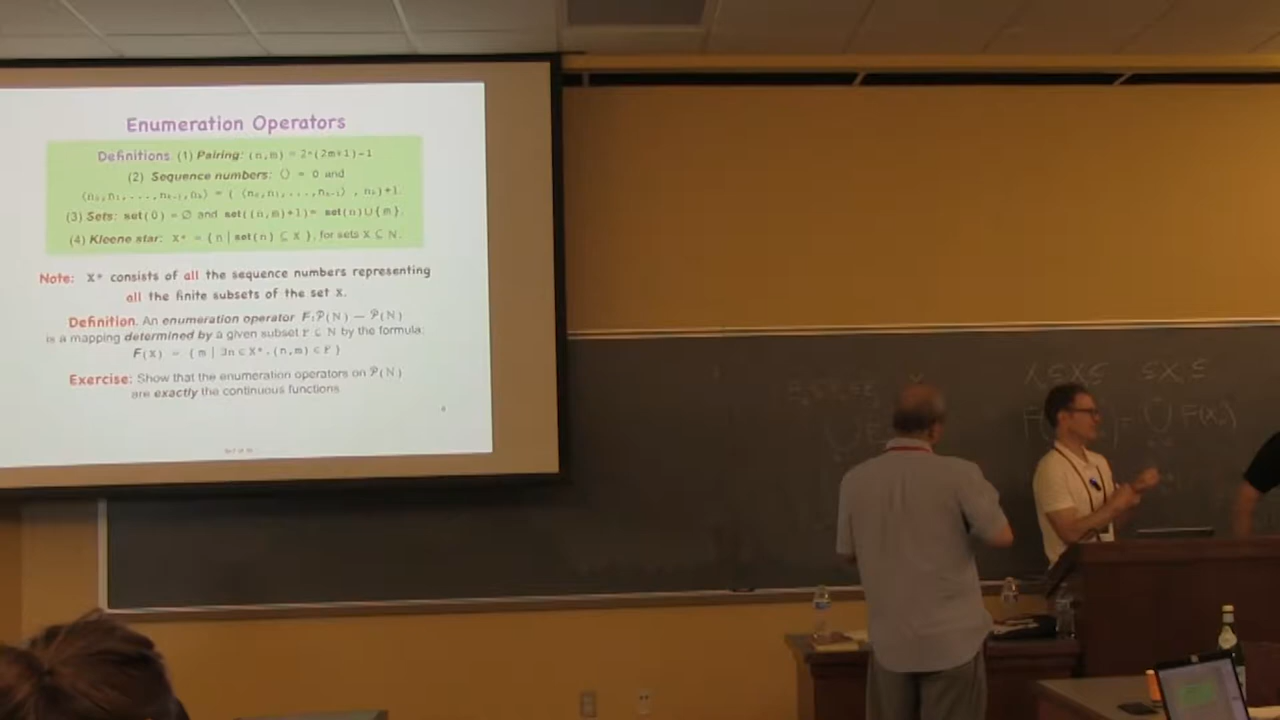 Enumeration Operators
Definitions (1) Pairing: (n,m) = 2ⁿ(2m+1)−1
(2) Sequence numbers: ⟨⟩ = 0 and
⟨n₀,n₁,...,nₖ₋₁,nₖ⟩ = (⟨n₀,n₁,...,nₖ₋₁⟩, nₖ)+1.
(3) Sets: set(0) = ∅ and set((n,m)+1) = set(n)∪{m}.
(4) Kleene star: X* = {n | set(n) ⊆ X}, for sets X ⊆ N.
Note: X* consists of all the sequence numbers representing
all the finite subsets of the set X.
Definition. An enumeration operator F:P(N) → P(N)
is a mapping determined by a given subset F ⊆ N by the formula:
F(X) = {m | ∃n∈X*.(n,m) ∈ F}
Exercise: Show that the enumeration operators on P(N)
are exactly the continuous functions
F(X